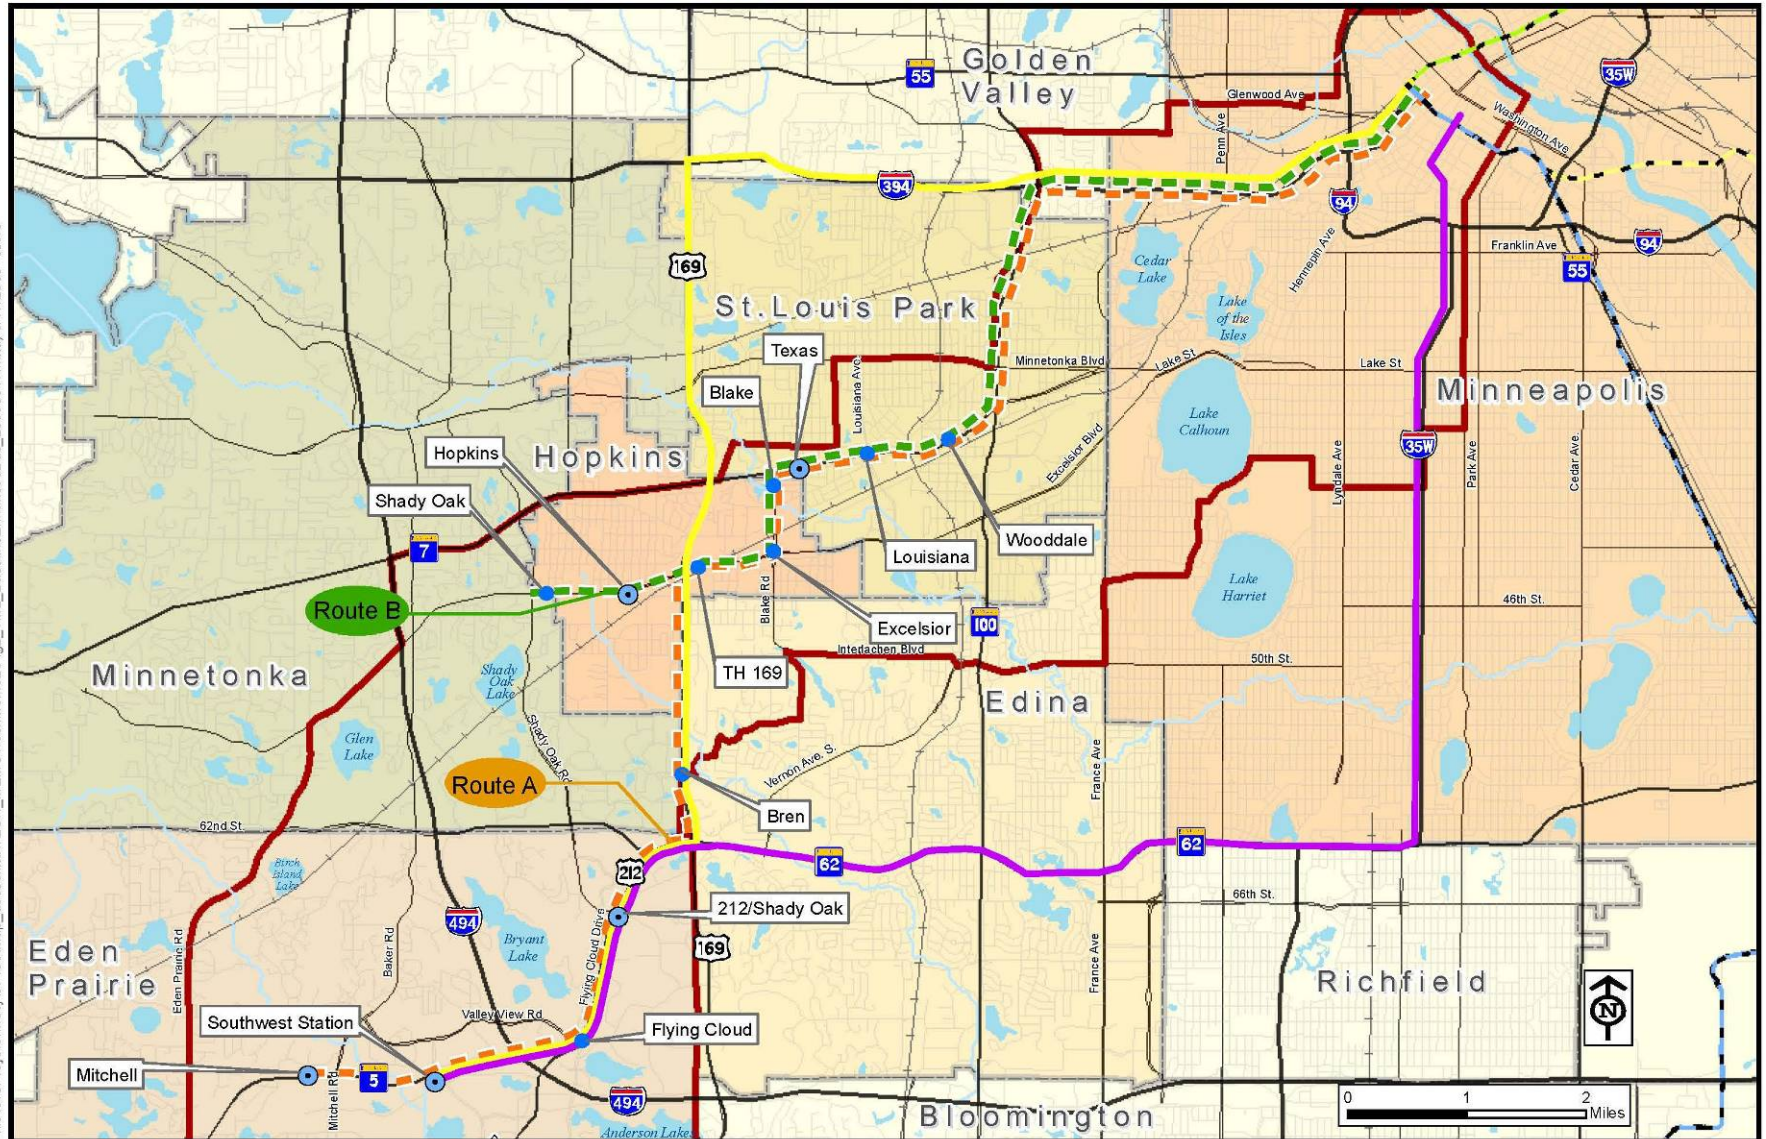 Golden
Valley
55
35W
Glenwood Ave
Washington Ave
Penn Ave
394
94
Franklin Ave
94
55
Hennepin Ave
169
Cedar
Lake
Lake
of the
Isles
St.Louis Park
Texas
Minnetonka Blvd
Lake St
Lake St
Blake
Louisiana Ave
Minneapolis
Lake
Calhoun
Hopkins
Hopkins
Excelsior Blvd
35W
Lyndale Ave
Park Ave
Cedar Ave
Shady Oak
Wooddale
7
Louisiana
Lake
Harriet
Route B
Blake Rd
46th St.
Excelsior
100
Interlachen Blvd
50th St.
TH 169
Minnetonka
Shady
Oak
Lake
Edina
Glen
Lake
Shady Oak Rd
Vernon Ave. S.
France Ave
Route A
Bren
62nd St.
62
62
Birch
Island
Lake
212
66th St.
212/Shady Oak
494
169
Bryant
Lake
Flying Cloud Drive
Baker Rd
Eden Prairie Rd
France Ave
Eden
Prairie
Richfield
N
Southwest Station
Valley View Rd
Flying Cloud
Mitchell
5
Mitchell Rd
494
0 1 2
Miles
Bloomington
Anderson Lakes